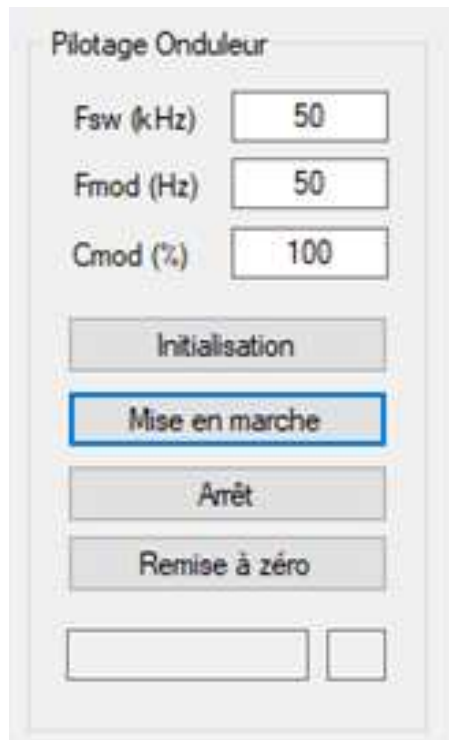 Pilotage Onduleur
Fsw (kHz) 50
Fmod (Hz) 50
Cmod (%) 100
Initialisation
Mise en marche
Arrêt
Remise à zéro